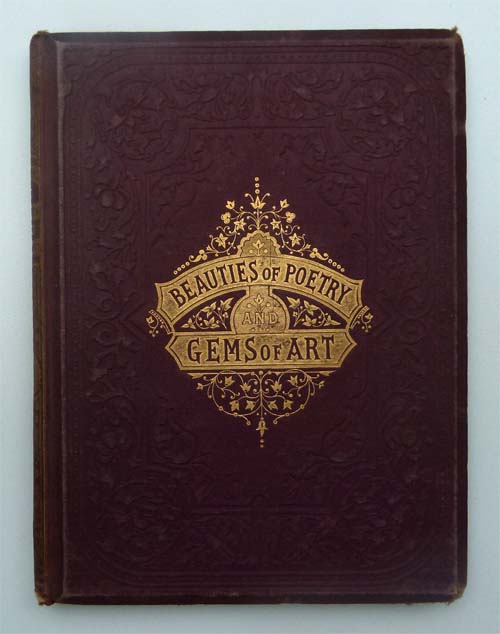 BEAUTIES OF POETRY
AND
GEMS OF ART